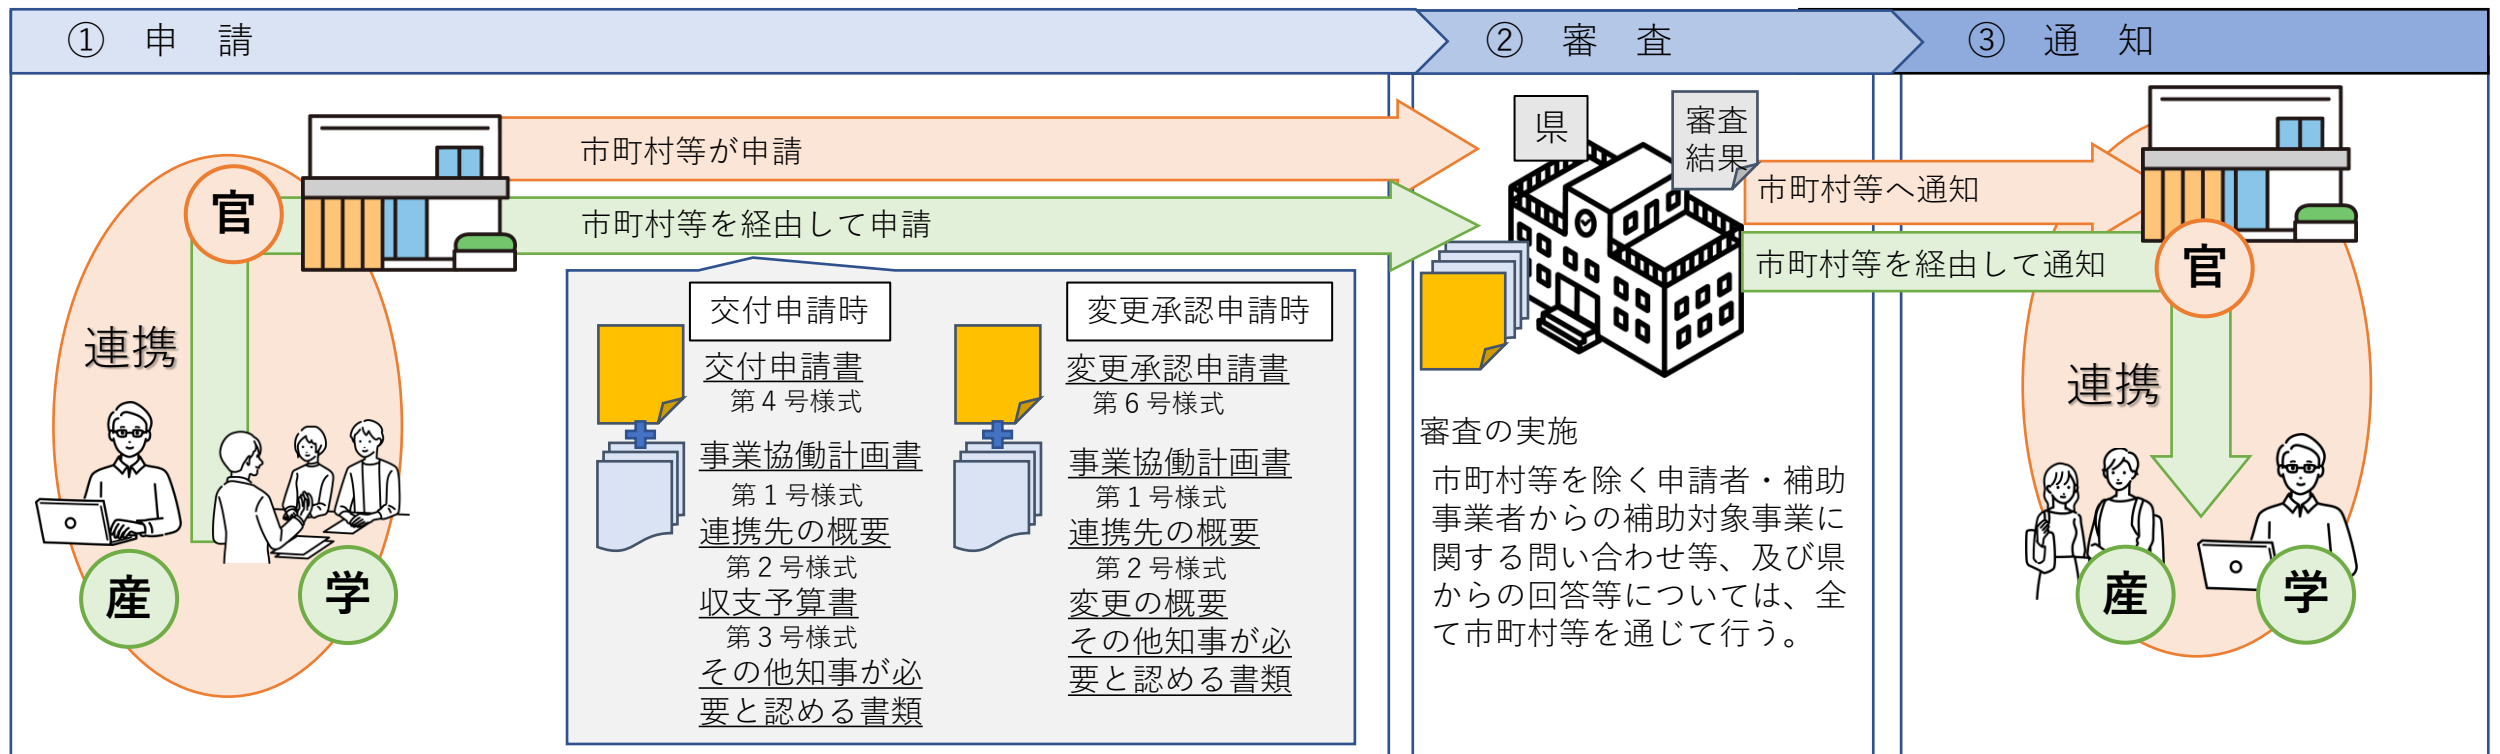 ① 申 請
② 審 査
③ 通 知
市町村等が申請
市町村等を経由して申請
官
連携
産
学
交付申請時
交付申請書
第4号様式
事業協働計画書
第1号様式
連携先の概要
第2号様式
収支予算書
第3号様式
その他知事が必
要と認める書類
変更承認申請時
変更承認申請書
第6号様式
事業協働計画書
第1号様式
連携先の概要
第2号様式
変更の概要
その他知事が必
要と認める書類
県
審査
結果
審査の実施
市町村等を除く申請者・補助
事業者からの補助対象事業に
関する問い合わせ等、及び県
からの回答等については、全
て市町村等を通じて行う。
市町村等へ通知
市町村等を経由して通知
官
連携
産
学